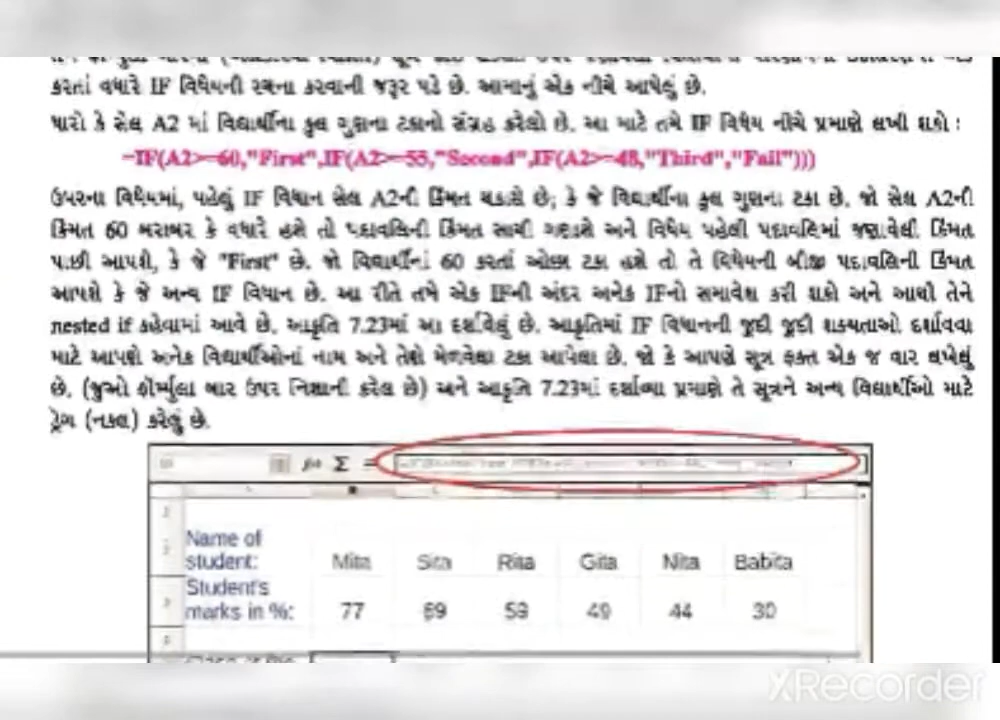 કરતાં વધારે IF વિધેયની રચના કરવાની જરૂર પડે છે. આમાનું એક નીચે આપેલું છે.
ધારો કે સેલ A2 માં વિદ્યાર્થીના કુલ ગુણના ટકાનો સંગ્રહ કરેલો છે. આ માટે તમે IF વિધેય નીચે પ્રમાણે લખી શકો :
=IF(A2>=60,"First",IF(A2>=55,"Second",IF(A2>=48,"Third","Fail")))
ઉપરના વિધેયમાં, પહેલું IF વિધાન સેલ A2ની કિંમત ચકાસે છે; કે જે વિદ્યાર્થીના કુલ ગુણના ટકા છે. જો સેલ A2ની
કિંમત 60 બરાબર કે વધારે હશે તો પદાવલિની કિંમત સાચી ગણાશે અને વિધેય પહેલી પદાવલિમાં જણાવેલી કિંમત
પાછી આપશે, કે જે "First" છે. જો વિદ્યાર્થીનાં 60 કરતાં ઓછા ટકા હશે તો તે વિધેયની બીજી પદાવલિની કિંમત
આપશે કે જે અન્ય IF વિધાન છે. આ રીતે તમે એક IFની અંદર અનેક IFનો સમાવેશ કરી શકો અને આથી તેને
nested if કહેવામાં આવે છે. આકૃતિ 7.23માં આ દર્શાવેલું છે. આકૃતિમાં IF વિધાનની જૂદી જૂદી શક્યતાઓ દર્શાવવા
માટે આપણે અનેક વિદ્યાર્થીઓનાં નામ અને તેણે મેળવેલા ટકા આપેલા છે. જો કે આપણે સૂત્ર ફક્ત એક જ વાર લખેલું
છે. (જુઓ ફૉર્મ્યુલા બાર ઉપર નિશાની કરેલ છે) અને આકૃતિ 7.23માં દર્શાવ્યા પ્રમાણે તે સૂત્રને અન્ય વિદ્યાર્થીઓ માટે
ડ્રેગ (નકલ) કરેલું છે.
Name of
student: Mita Sita Rita Gita Nita Babita
Student's
marks in %: 77 59 49 44 30
XRecorder